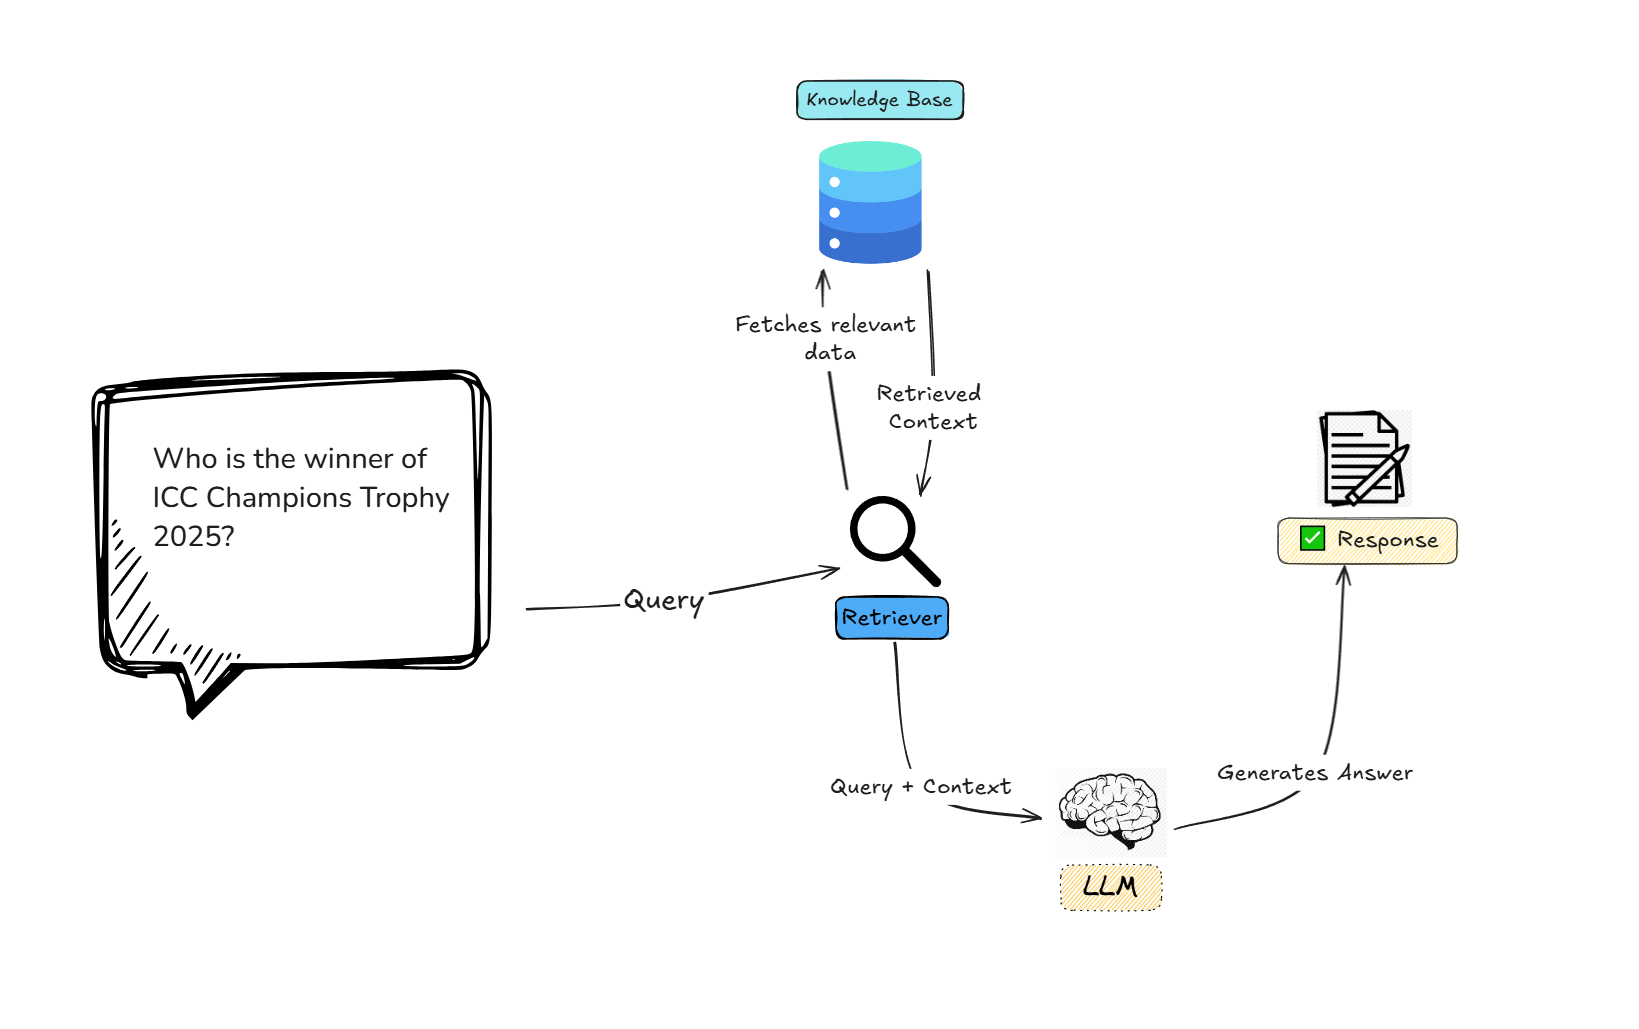 Knowledge Base
Fetches relevant
data
Retrieved
Context
Who is the winner of
ICC Champions Trophy
2025?
Query
Retriever
Query + Context
LLM
Generates Answer
✅ Response